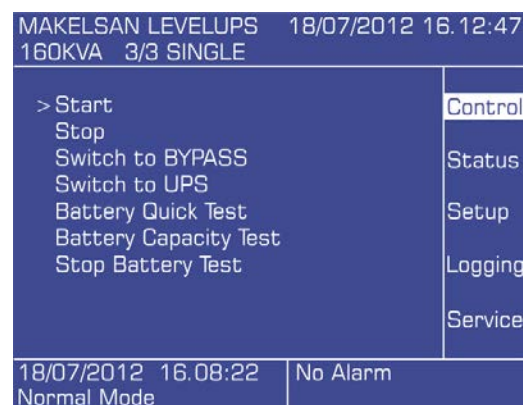 MAKELSAN LEVELUPS 18/07/2012 16.12:47
160KVA 3/3 SINGLE
> Start
Stop
Switch to BYPASS
Switch to UPS
Battery Quick Test
Battery Capacity Test
Stop Battery Test
Control
Status
Setup
Logging
Service
18/07/2012 16.08:22 No Alarm
Normal Mode